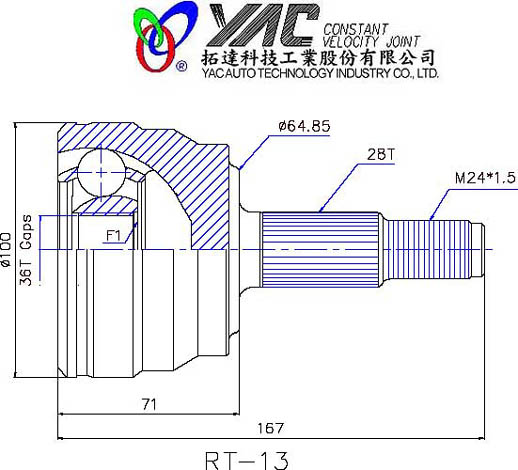 YAC CONSTANT
VELOCITY JOINT
®
拓達科技工業股份有限公司
YAC AUTO TECHNOLOGY INDUSTRY CO., LTD.
ø64.85
28T
M24*1.5
F1
36T Gaps
ø100
71
167
RT-13